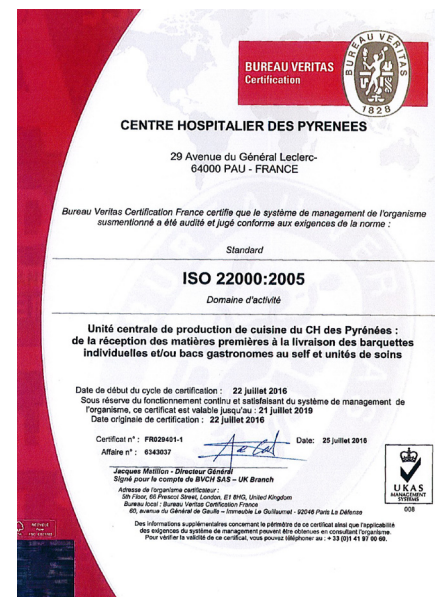 BUREAU VERITAS
Certification
BUREAU VERITAS
1828
CENTRE HOSPITALIER DES PYRENEES
29 Avenue du Général Leclerc-
64000 PAU - FRANCE
Bureau Veritas Certification France certifie que le système de management de l'organisme
susmentionné a été audité et jugé conforme aux exigences de la norme :
Standard
ISO 22000:2005
Domaine d'activité
Unité centrale de production de cuisine du CH des Pyrénées :
de la réception des matières premières à la livraison des barquettes
individuelles et/ou bacs gastronomes au self et unités de soins
Date de début du cycle de certification : 22 juillet 2016
Sous réserve du fonctionnement continu et satisfaisant du système de management de
l'organisme, ce certificat est valable jusqu'au : 21 juillet 2019
Date originale de certification : 22 juillet 2016
Certificat n° : FR029401-1 Date: 25 juillet 2016
Affaire n° : 6343037
Jacques Matillon - Directeur Général
Signé pour le compte de BVCH SAS – UK Branch
Adresse de l'organisme certificateur :
5th Floor, 66 Prescot Street, London, E1 8HG, United Kingdom
Bureau local : Bureau Veritas Certification France
60, avenue du Général de Gaulle – Immeuble Le Guillaumet - 92046 Paris La Défense
Des informations supplémentaires concernant le périmètre de ce certificat ainsi que l'applicabilité
des exigences du système de management peuvent être obtenues en consultant l'organisme.
Pour vérifier la validité de ce certificat, vous pouvez téléphoner au : + 33 (0)1 41 97 00 60.
UKAS
MANAGEMENT
SYSTEMS
008